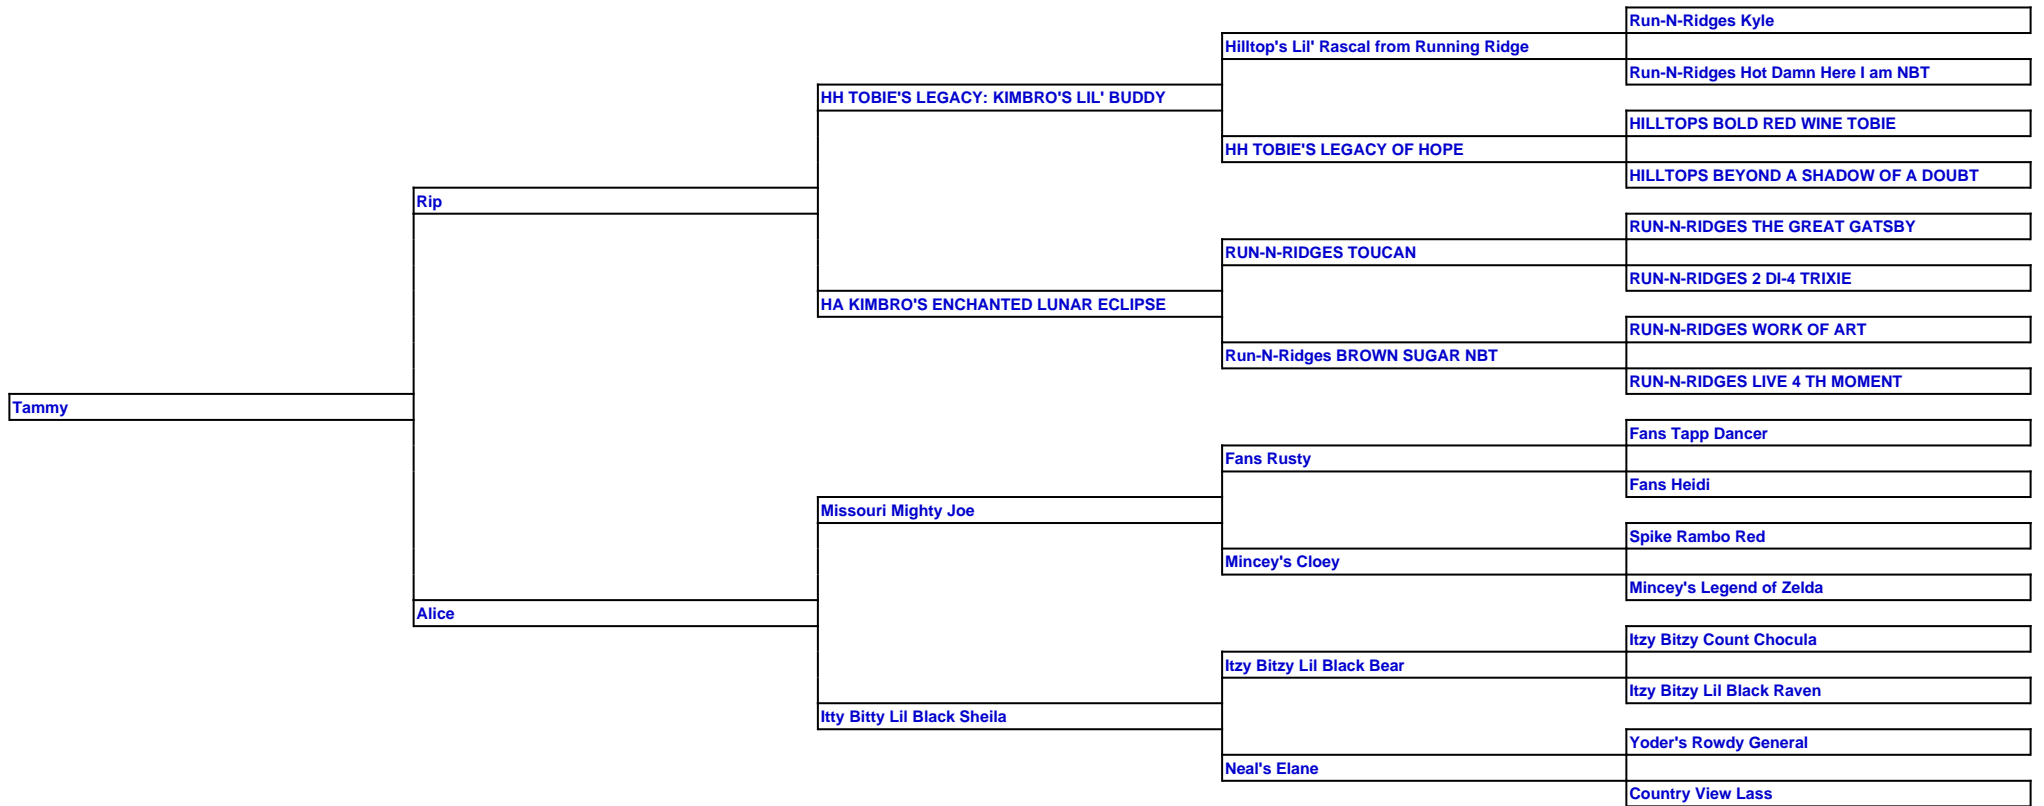 Run-N-Ridges Kyle
Hilltop's Lil' Rascal from Running Ridge
Run-N-Ridges Hot Damn Here I am NBT
HH TOBIE'S LEGACY: KIMBRO'S LIL' BUDDY
HILLTOPS BOLD RED WINE TOBIE
HH TOBIE'S LEGACY OF HOPE
HILLTOPS BEYOND A SHADOW OF A DOUBT
Rip
RUN-N-RIDGES THE GREAT GATSBY
RUN-N-RIDGES TOUCAN
RUN-N-RIDGES 2 DI-4 TRIXIE
HA KIMBRO'S ENCHANTED LUNAR ECLIPSE
RUN-N-RIDGES WORK OF ART
Run-N-Ridges BROWN SUGAR NBT
RUN-N-RIDGES LIVE 4 TH MOMENT
Tammy
Fans Tapp Dancer
Fans Rusty
Fans Heidi
Missouri Mighty Joe
Spike Rambo Red
Mincey's Cloey
Mincey's Legend of Zelda
Alice
Itzy Bitzy Count Chocula
Itzy Bitzy Lil Black Bear
Itzy Bitzy Lil Black Raven
Itty Bitty Lil Black Sheila
Yoder's Rowdy General
Neal's Elane
Country View Lass